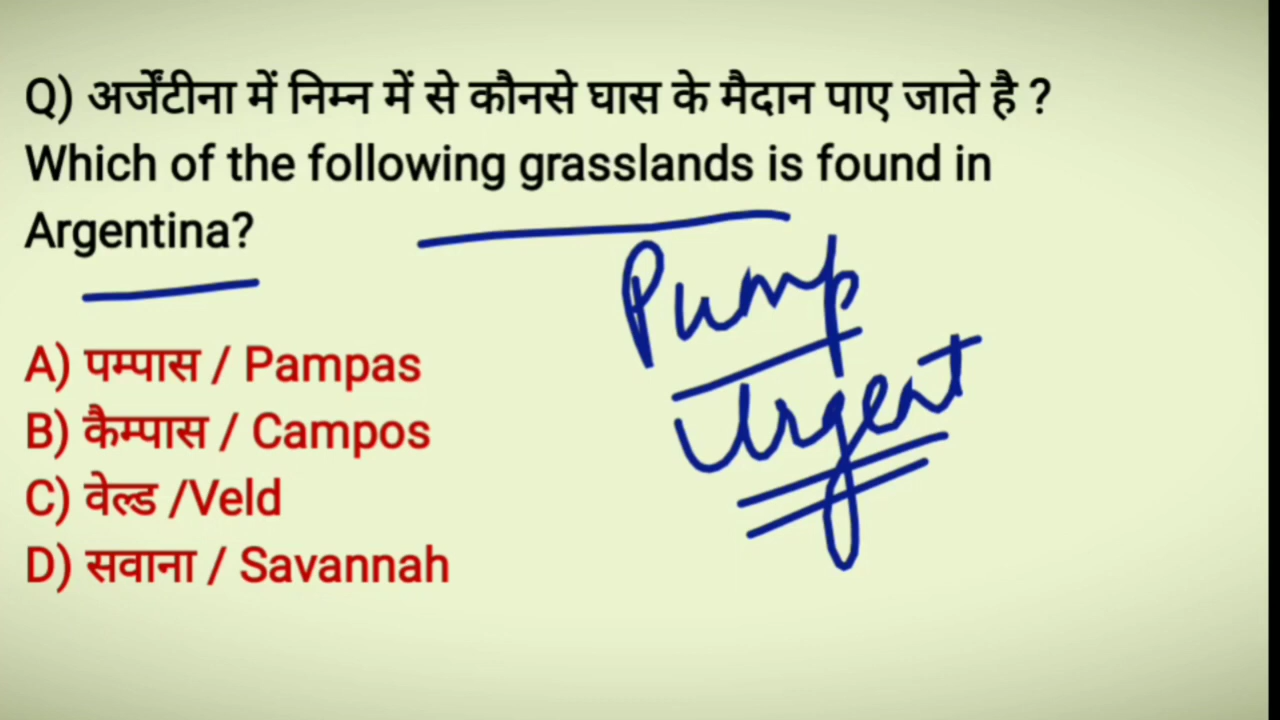 Q) अर्जेंटीना में निम्न में से कौनसे घास के मैदान पाए जाते है ?
Which of the following grasslands is found in
Argentina?
Pump
Urgent
A) पम्पास / Pampas
B) कैम्पास / Campos
C) वेल्ड /Veld
D) सवाना / Savannah